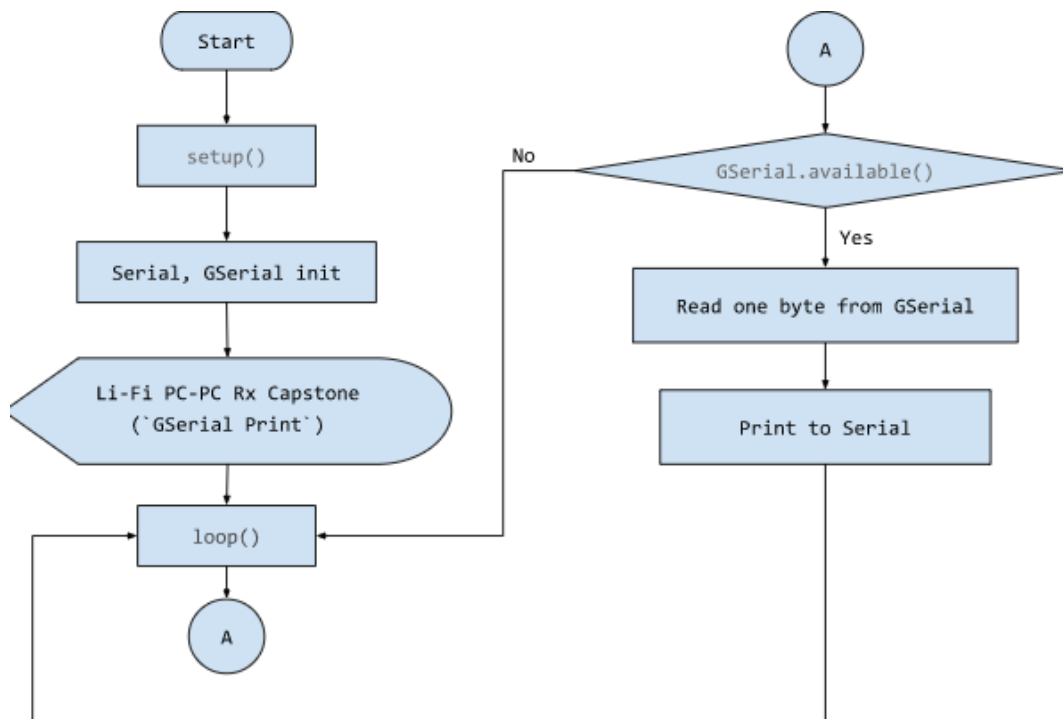 Start
setup()
Serial, GSerial init
Li-Fi PC-PC Rx Capstone
(`GSerial Print`)
loop()
A
A
GSerial.available()
No
Yes
Read one byte from GSerial
Print to Serial